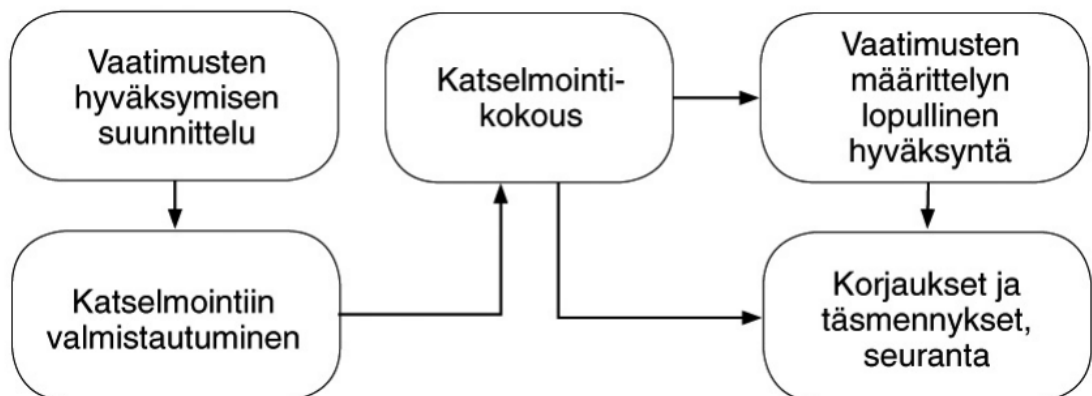 Vaatimusten
hyväksymisen
suunnittelu
Katselmointiin
valmistautuminen
Katselmointi-
kokous
Vaatimusten
määrittelyn
lopullinen
hyväksyntä
Korjaukset ja
täsmennykset,
seuranta